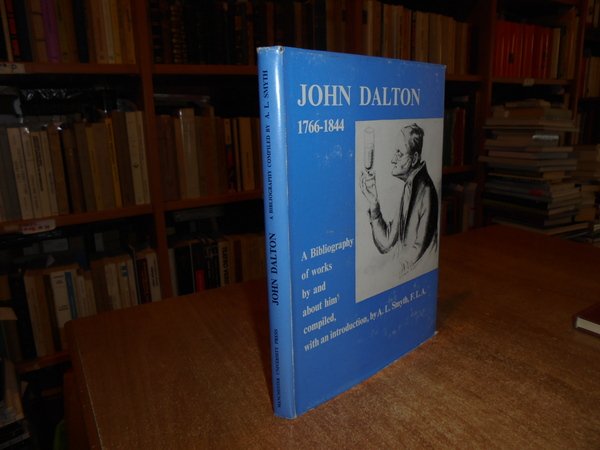 JOHN DALTON
1766-1844
A Bibliography
of works
by and
about him
compiled,
with an introduction, by A. L. Smyth, F. L. A.
MANCHESTER UNIVERSITY PRESS
JOHN DALTON
A BIBLIOGRAPHY COMPILED BY A. L. SMYTH